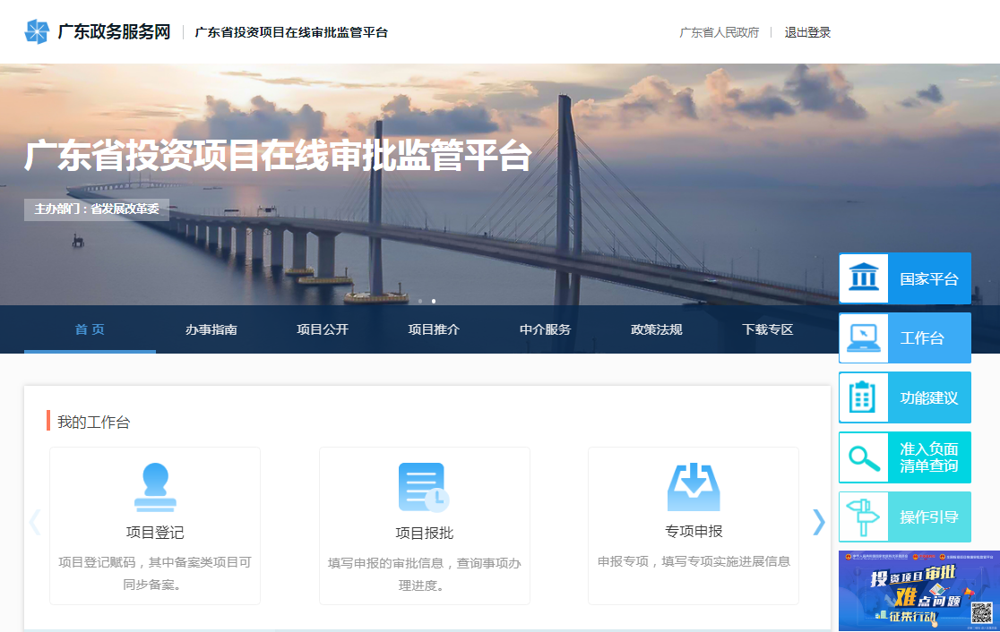 广东政务服务网
广东省投资项目在线审批监管平台
广东省人民政府
退出登录
广东省投资项目在线审批监管平台
主办部门：省发展改革委
首 页
办事指南
项目公开
项目推介
中介服务
政策法规
下载专区
国家平台
工作台
功能建议
准入负面
清单查询
操作引导
我的工作台
项目登记
项目登记赋码，其中备案类项目可
同步备案。
项目报批
填写申报的审批信息，查询事项办
理进度。
专项申报
申报专项，填写专项实施进展信息
投资项目审批
难点问题
征集行动